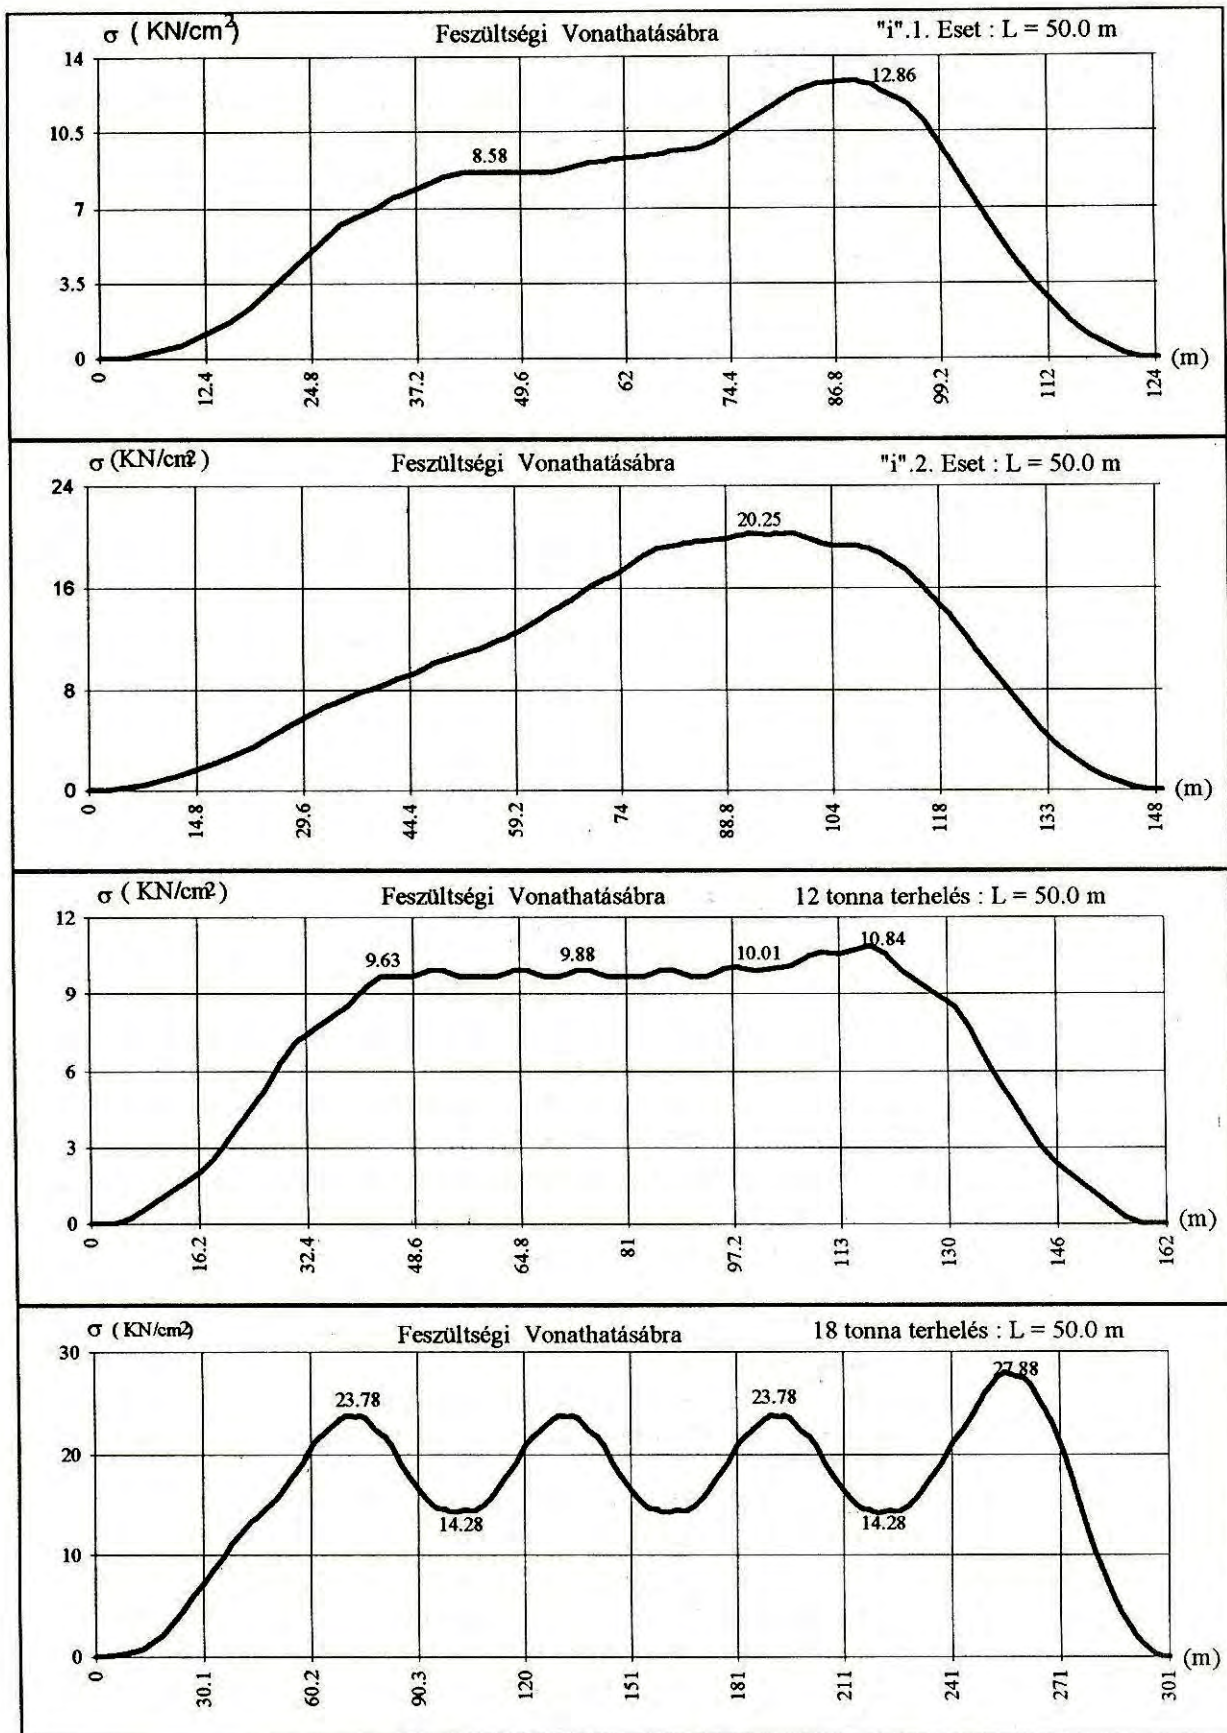 σ ( KN/cm²) Feszültségi Vonathatásábra "i".1. Eset : L = 50.0 m
14
10.5
7
3.5
0
8.58
12.86
0 12.4 24.8 37.2 49.6 62 74.4 86.8 99.2 112 124 (m)
σ (KN/cm²) Feszültségi Vonathatásábra "i".2. Eset : L = 50.0 m
24
16
8
0
20.25
0 14.8 29.6 44.4 59.2 74 88.8 104 118 133 148 (m)
σ ( KN/cm²) Feszültségi Vonathatásábra 12 tonna terhelés : L = 50.0 m
12
9
6
3
0
9.63 9.88 10.01 10.84
0 16.2 32.4 48.6 64.8 81 97.2 113 130 146 162 (m)
σ ( KN/cm²) Feszültségi Vonathatásábra 18 tonna terhelés : L = 50.0 m
30
20
10
0
23.78 23.78 27.88
14.28 14.28
0 30.1 60.2 90.3 120 151 181 211 241 271 301 (m)